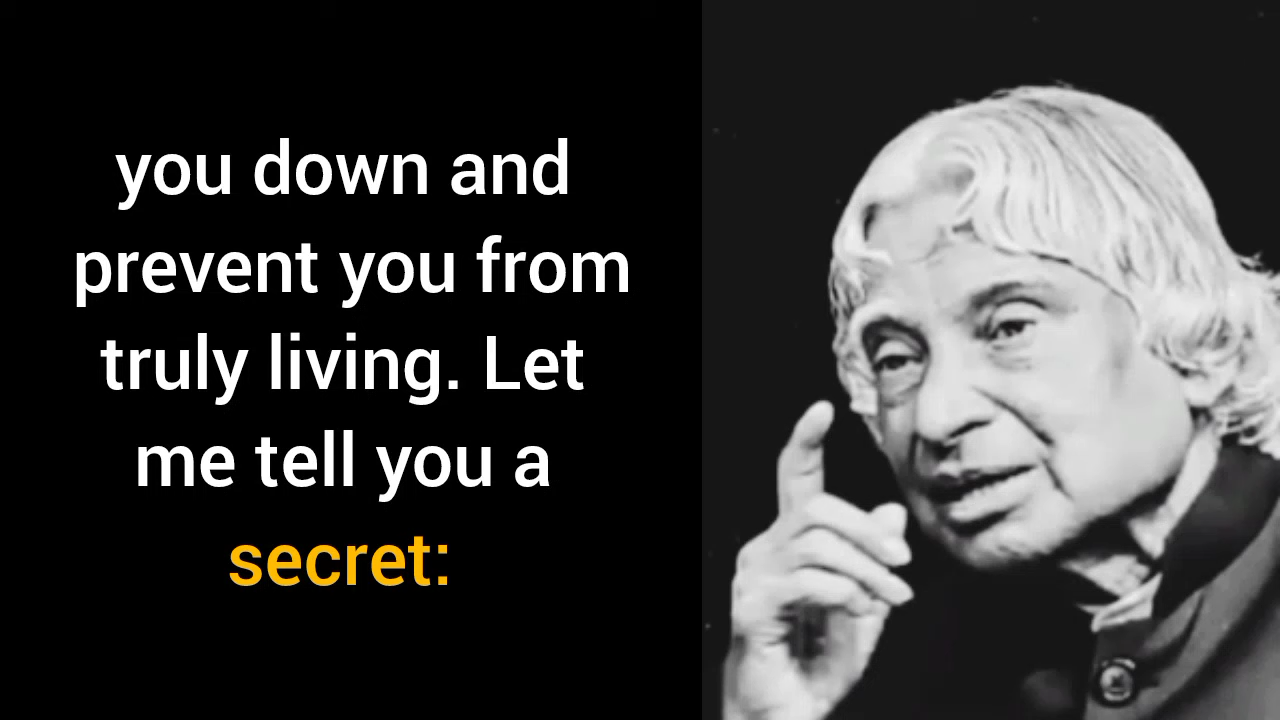 you down and
prevent you from
truly living. Let
me tell you a
secret: